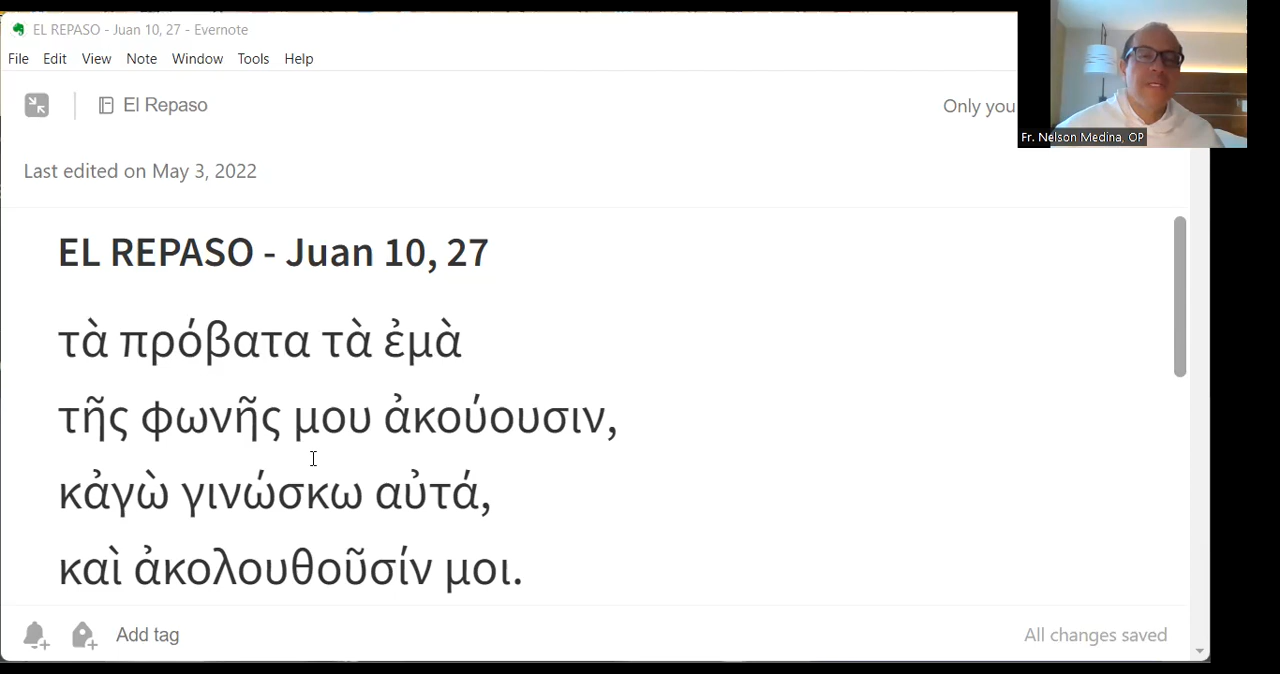 EL REPASO - Juan 10, 27 - Evernote
File Edit View Note Window Tools Help
El Repaso
Only you
Fr. Nelson Medina, OP
Last edited on May 3, 2022
EL REPASO - Juan 10, 27
τὰ πρόβατα τὰ ἐμὰ
τῆς φωνῆς μου ἀκούουσιν,
κἀγὼ γινώσκω αὐτά,
καὶ ἀκολουθοῦσίν μοι.
Add tag
All changes saved